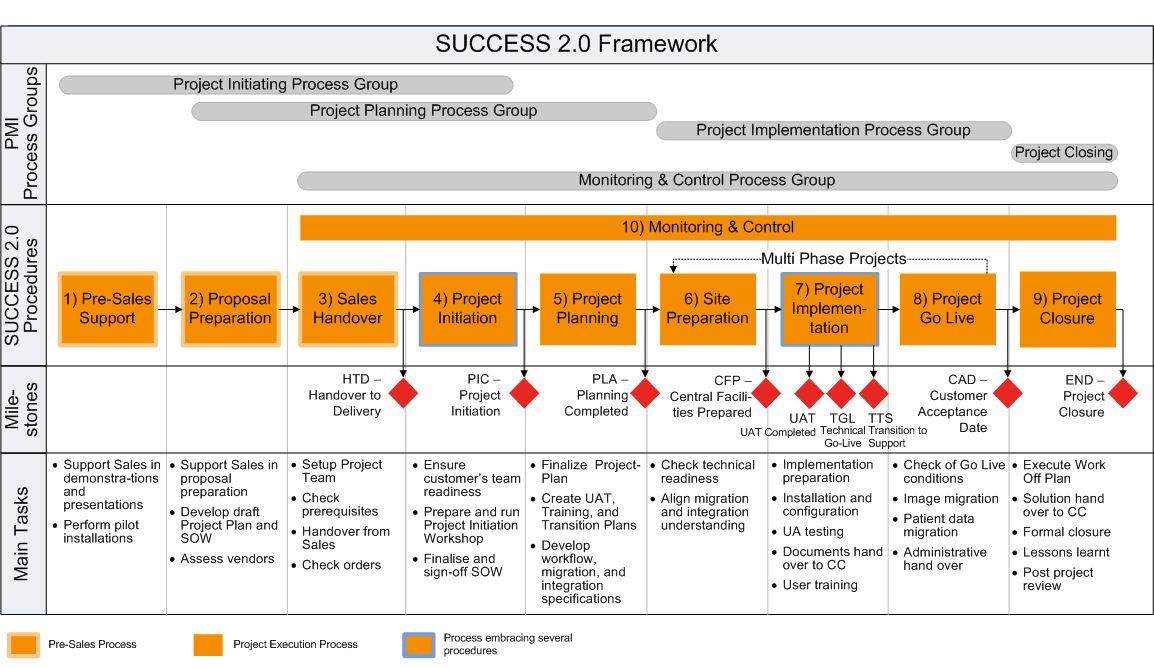 SUCCESS 2.0 Framework
PMI
Process Groups
Project Initiating Process Group
Project Planning Process Group
Project Implementation Process Group
Project Closing
Monitoring & Control Process Group
SUCCESS 2.0
Procedures
10) Monitoring & Control
Multi Phase Projects
1) Pre-Sales
Support
2) Proposal
Preparation
3) Sales
Handover
4) Project
Initiation
5) Project
Planning
6) Site
Preparation
7) Project
Implemen-
tation
8) Project
Go Live
9) Project
Closure
Mile-
stones
HTD –
Handover to
Delivery
PIC –
Project
Initiation
PLA –
Planning
Completed
CFP –
Central Facili-
ties Prepared
UAT
UAT Completed
TGL
Technical
Go-Live
TTS
Transition to
Support
CAD –
Customer
Acceptance
Date
END –
Project
Closure
Main Tasks
• Support Sales in
demonstra-tions
and
presentations
• Perform pilot
installations
• Support Sales in
proposal
preparation
• Develop draft
Project Plan and
SOW
• Assess vendors
• Setup Project
Team
• Check
prerequisites
• Handover from
Sales
• Check orders
• Ensure
customer's team
readiness
• Prepare and run
Project Initiation
Workshop
• Finalise and
sign-off SOW
• Finalize Project-
Plan
• Create UAT,
Training, and
Transition Plans
• Develop
workflow,
migration, and
integration
specifications
• Check technical
readiness
• Align migration
and integration
understanding
• Implementation
preparation
• Installation and
configuration
• UA testing
• Documents hand
over to CC
• User training
• Check of Go Live
conditions
• Image migration
• Patient data
migration
• Administrative
hand over
• Execute Work
Off Plan
• Solution hand
over to CC
• Formal closure
• Lessons learnt
• Post project
review
Pre-Sales Process
Project Execution Process
Process embracing several
procedures